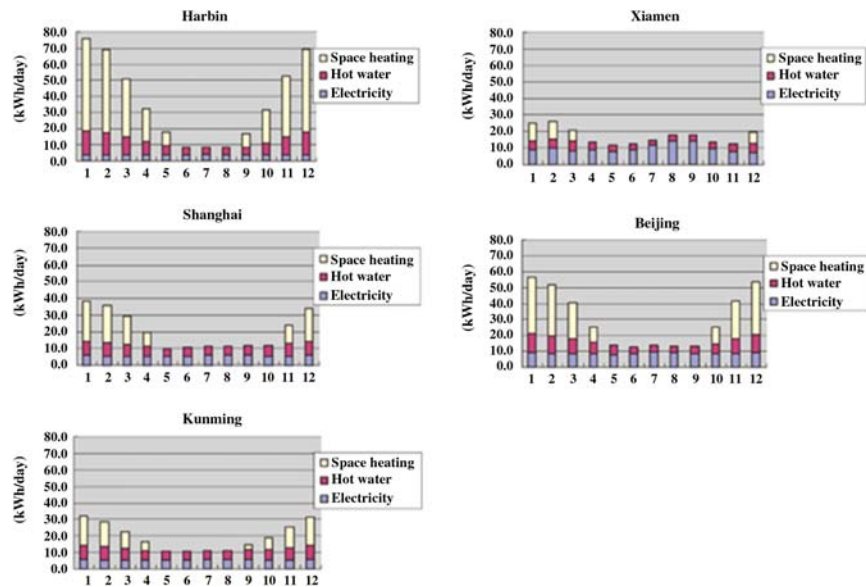 Harbin
(kWh/day)
80.0
70.0
60.0
50.0
40.0
30.0
20.0
10.0
0.0
1 2 3 4 5 6 7 8 9 10 11 12
Space heating
Hot water
Electricity
Xiamen
(kWh/day)
80.0
70.0
60.0
50.0
40.0
30.0
20.0
10.0
0.0
1 2 3 4 5 6 7 8 9 10 11 12
Space heating
Hot water
Electricity
Shanghai
(kWh/day)
80.0
70.0
60.0
50.0
40.0
30.0
20.0
10.0
0.0
1 2 3 4 5 6 7 8 9 10 11 12
Space heating
Hot water
Electricity
Beijing
(kWh/day)
80.0
70.0
60.0
50.0
40.0
30.0
20.0
10.0
0.0
1 2 3 4 5 6 7 8 9 10 11 12
Space heating
Hot water
Electricity
Kunming
(kWh/day)
80.0
70.0
60.0
50.0
40.0
30.0
20.0
10.0
0.0
1 2 3 4 5 6 7 8 9 10 11 12
Space heating
Hot water
Electricity